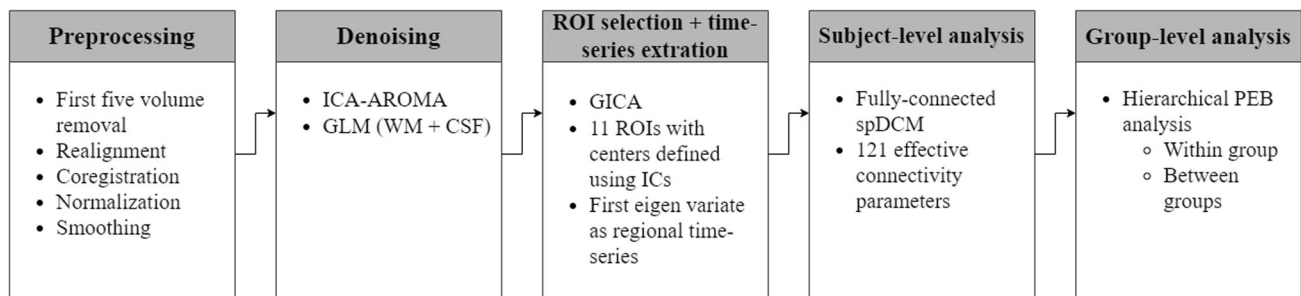 Preprocessing
First five volume
removal
Realignment
Coregistration
Normalization
Smoothing
Denoising
ICA-AROMA
GLM (WM + CSF)
ROI selection + time-
series extration
GICA
11 ROIs with
centers defined
using ICs
First eigen variate
as regional time-
series
Subject-level analysis
Fully-connected
spDCM
121 effective
connectivity
parameters
Group-level analysis
Hierarchical PEB
analysis
Within group
Between
groups